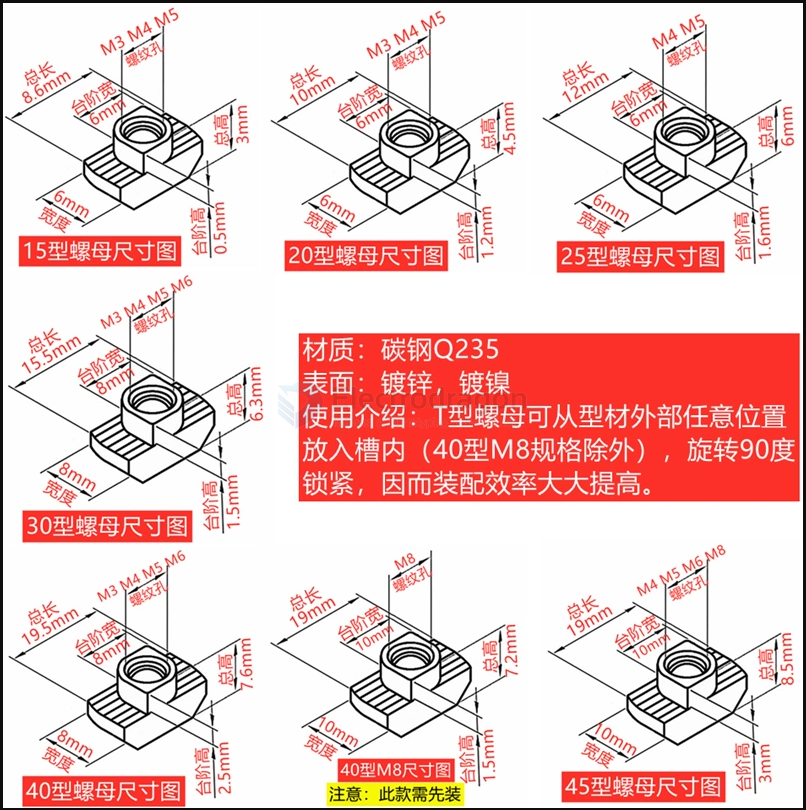 M3 M4 M5
螺纹孔
总长
8.6mm
台阶宽
6mm
总高
3mm
6mm
宽度
台阶高
0.5mm
15型螺母尺寸图
M3 M4 M5
螺纹孔
总长
10mm
台阶宽
6mm
总高
4.5mm
6mm
宽度
台阶高
1.2mm
20型螺母尺寸图
M4 M5
螺纹孔
总长
12mm
台阶宽
6mm
总高
6mm
6mm
宽度
台阶高
1.6mm
25型螺母尺寸图
M3 M4 M5 M6
螺纹孔
总长
15.5mm
台阶宽
8mm
总高
6.3mm
8mm
宽度
台阶高
1.5mm
30型螺母尺寸图
材质：碳钢Q235
表面：镀锌，镀镍
使用介绍：T型螺母可从型材外部任意位置
放入槽内（40型M8规格除外），旋转90度
锁紧，因而装配效率大大提高。
Electrodragon
M3 M4 M5 M6
螺纹孔
总长
19.5mm
台阶宽
8mm
总高
7.6mm
8mm
宽度
台阶高
2.5mm
40型螺母尺寸图
M8
螺纹孔
总长
19mm
台阶宽
10mm
总高
7.2mm
10mm
宽度
台阶高
1.5mm
40型M8尺寸图
注意：此款需先装
M4 M5 M6 M8
螺纹孔
总长
19mm
台阶宽
10mm
总高
8.5mm
10mm
宽度
台阶高
3mm
45型螺母尺寸图